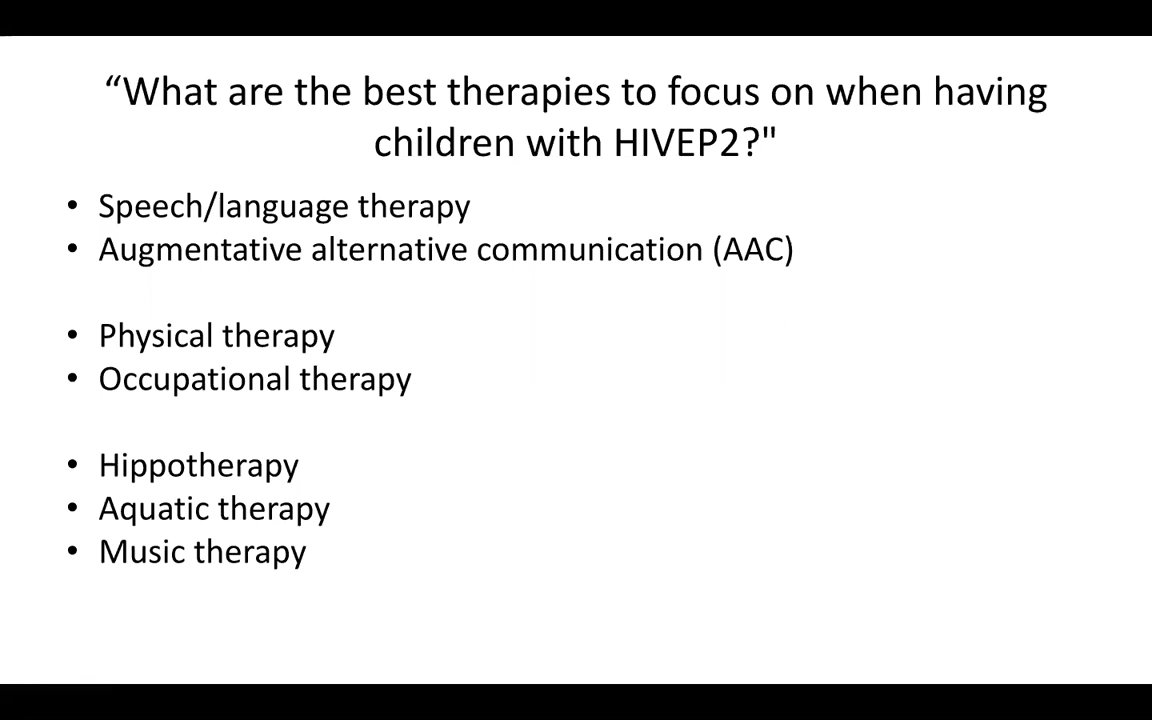 “What are the best therapies to focus on when having
children with HIVEP2?"
• Speech/language therapy
• Augmentative alternative communication (AAC)
• Physical therapy
• Occupational therapy
• Hippotherapy
• Aquatic therapy
• Music therapy